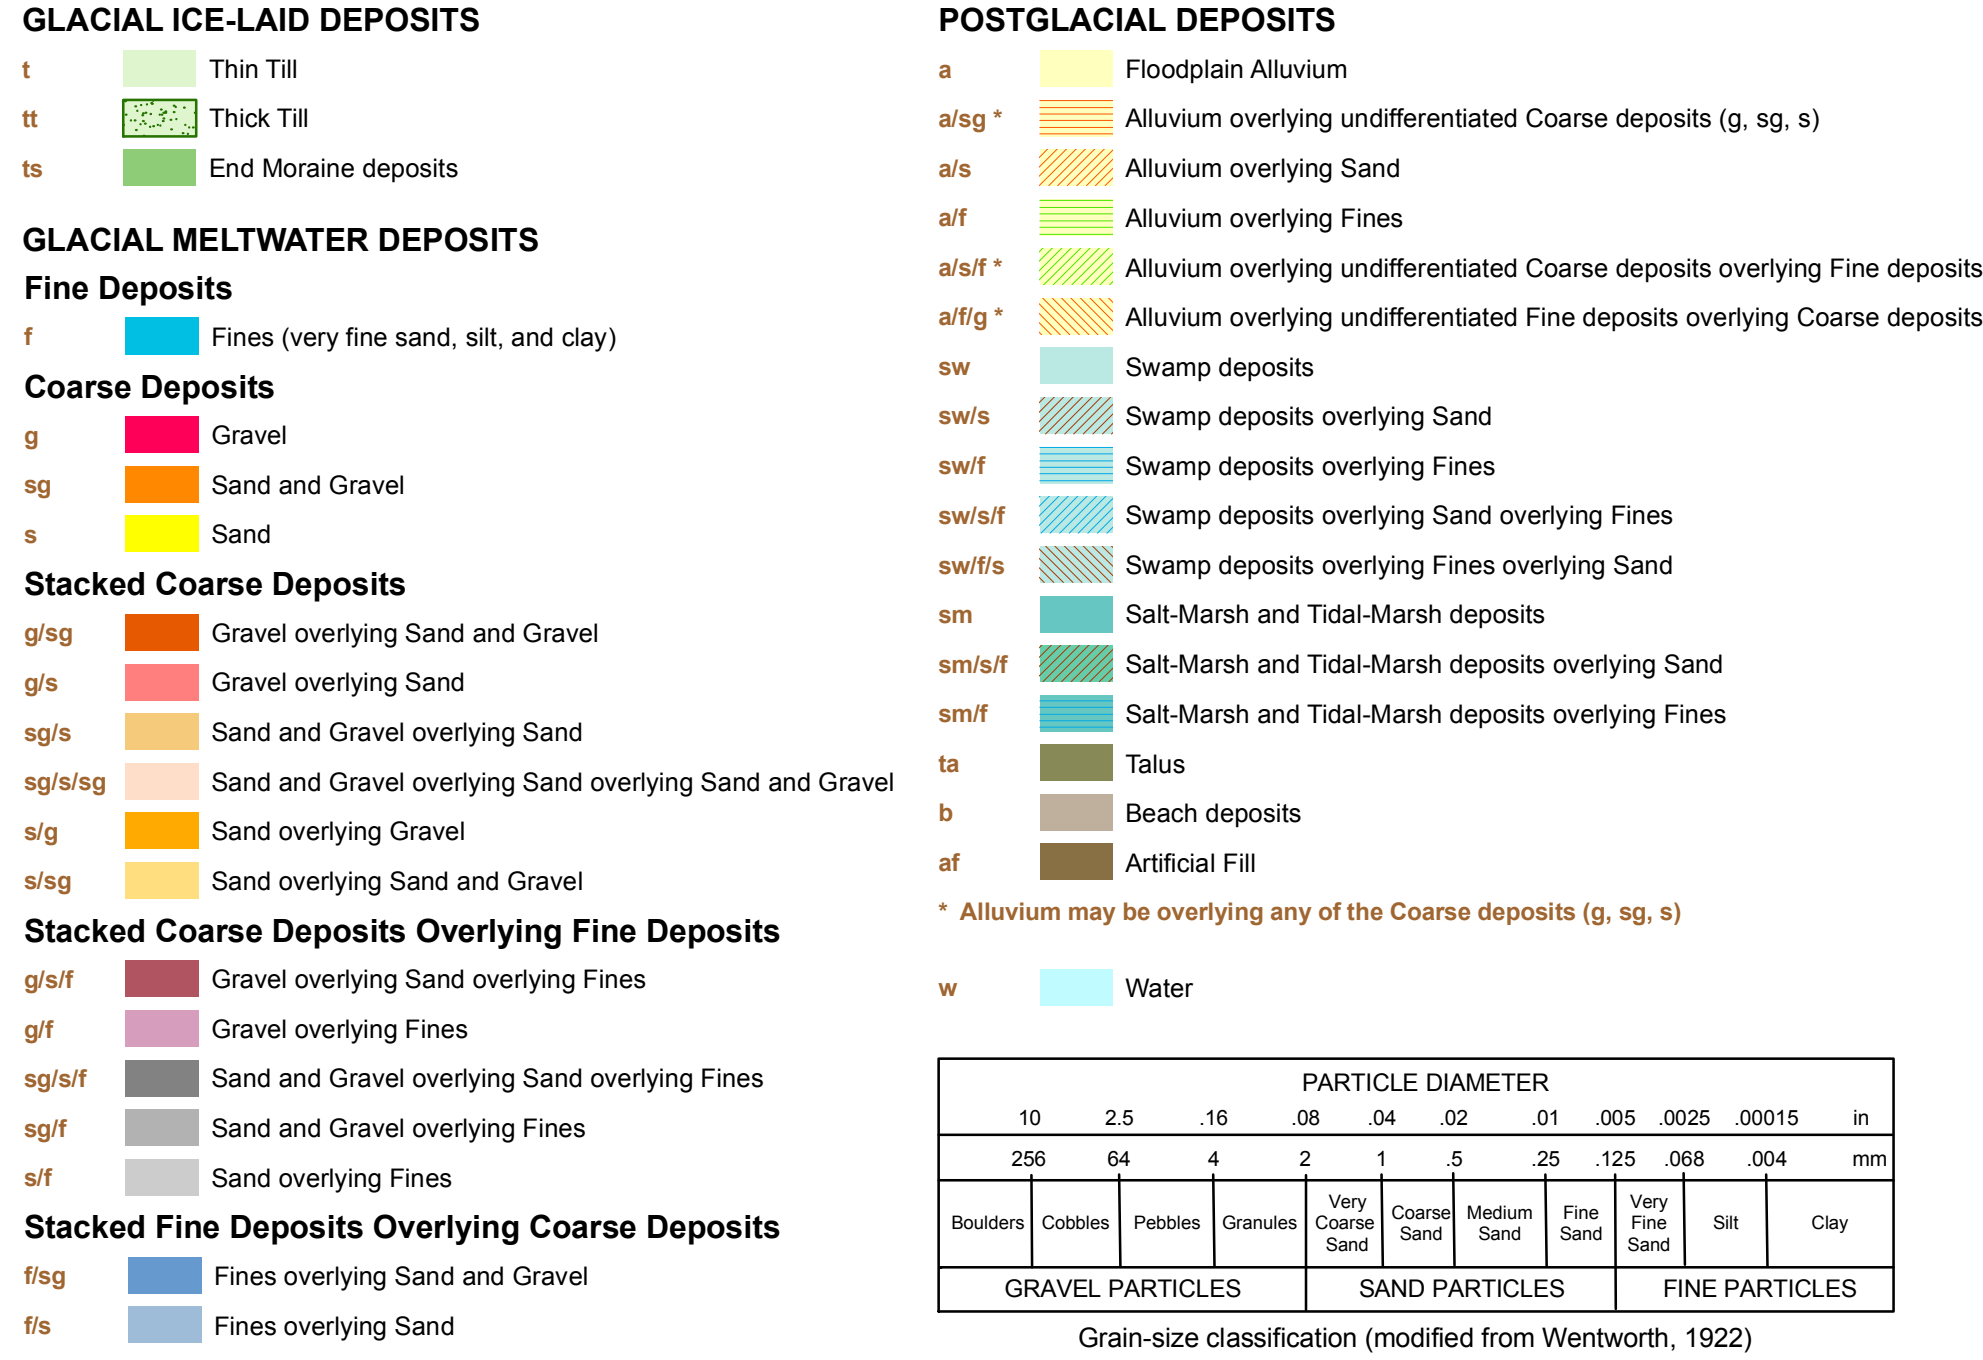 GLACIAL ICE-LAID DEPOSITS
t Thin Till
tt Thick Till
ts End Moraine deposits
GLACIAL MELTWATER DEPOSITS
Fine Deposits
f Fines (very fine sand, silt, and clay)
Coarse Deposits
g Gravel
sg Sand and Gravel
s Sand
Stacked Coarse Deposits
g/sg Gravel overlying Sand and Gravel
g/s Gravel overlying Sand
sg/s Sand and Gravel overlying Sand
sg/s/sg Sand and Gravel overlying Sand overlying Sand and Gravel
s/g Sand overlying Gravel
s/sg Sand overlying Sand and Gravel
Stacked Coarse Deposits Overlying Fine Deposits
g/s/f Gravel overlying Sand overlying Fines
g/f Gravel overlying Fines
sg/s/f Sand and Gravel overlying Sand overlying Fines
sg/f Sand and Gravel overlying Fines
s/f Sand overlying Fines
Stacked Fine Deposits Overlying Coarse Deposits
f/sg Fines overlying Sand and Gravel
f/s Fines overlying Sand
POSTGLACIAL DEPOSITS
a Floodplain Alluvium
a/sg * Alluvium overlying undifferentiated Coarse deposits (g, sg, s)
a/s Alluvium overlying Sand
a/f Alluvium overlying Fines
a/s/f * Alluvium overlying undifferentiated Coarse deposits overlying Fine deposits
a/f/g * Alluvium overlying undifferentiated Fine deposits overlying Coarse deposits
sw Swamp deposits
sw/s Swamp deposits overlying Sand
sw/f Swamp deposits overlying Fines
sw/s/f Swamp deposits overlying Sand overlying Fines
sw/f/s Swamp deposits overlying Fines overlying Sand
sm Salt-Marsh and Tidal-Marsh deposits
sm/s/f Salt-Marsh and Tidal-Marsh deposits overlying Sand
sm/f Salt-Marsh and Tidal-Marsh deposits overlying Fines
ta Talus
b Beach deposits
af Artificial Fill
* Alluvium may be overlying any of the Coarse deposits (g, sg, s)
w Water
PARTICLE DIAMETER
10 2.5 .16 .08 .04 .02 .01 .005 .0025 .00015 in
256 64 4 2 1 .5 .25 .125 .068 .004 mm
Boulders Cobbles Pebbles Granules Very Coarse Sand Coarse Sand Medium Sand Fine Sand Very Fine Sand Silt Clay
GRAVEL PARTICLES SAND PARTICLES FINE PARTICLES
Grain-size classification (modified from Wentworth, 1922)